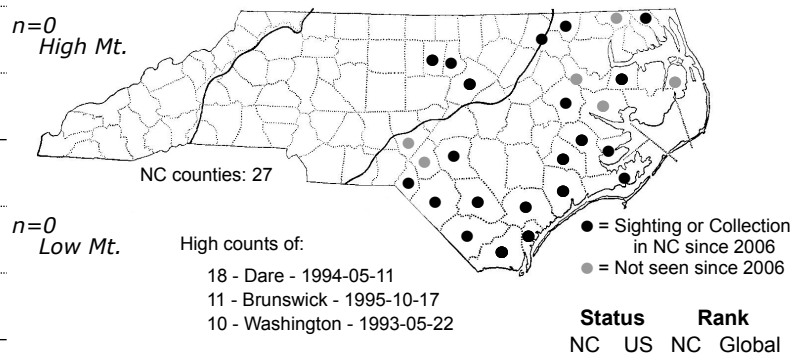 n=0
High Mt.
NC counties: 27
n=0
Low Mt.
High counts of:
18 - Dare - 1994-05-11
11 - Brunswick - 1995-10-17
10 - Washington - 1993-05-22
= Sighting or Collection
in NC since 2006
= Not seen since 2006
Status Rank
NC US NC Global